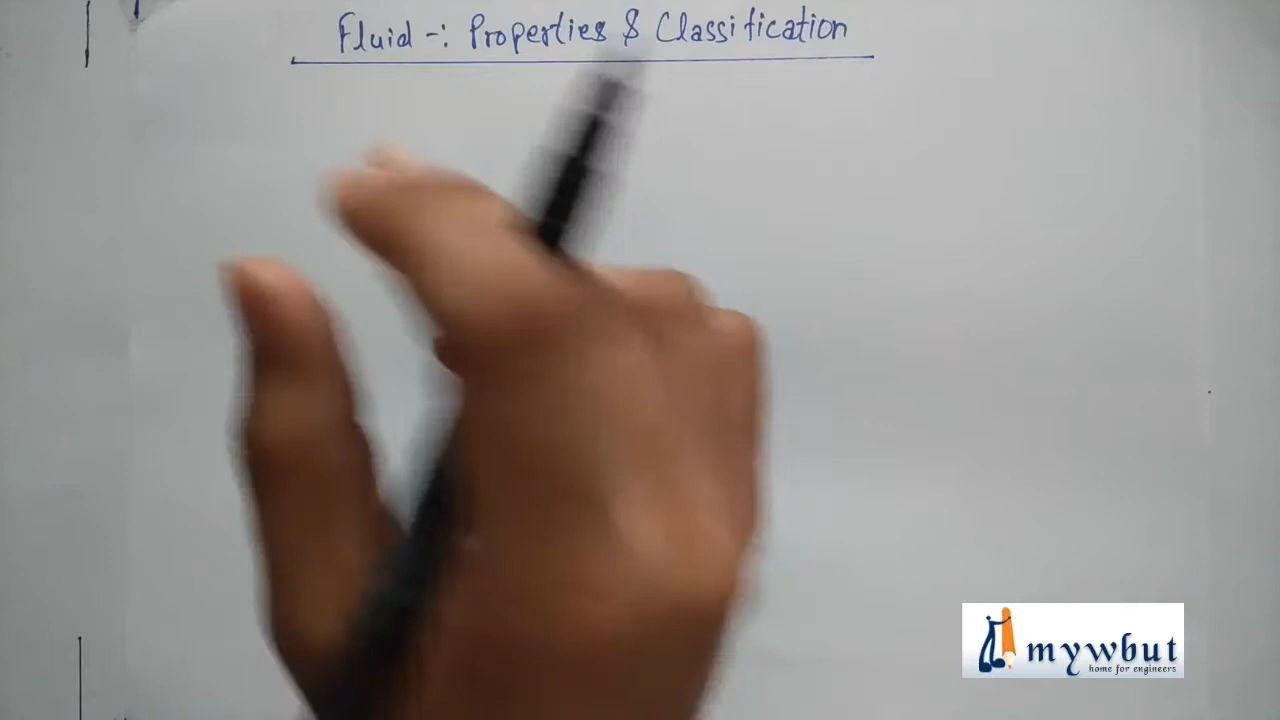 Fluid -: Properties & Classification
mywbut
home for engineers